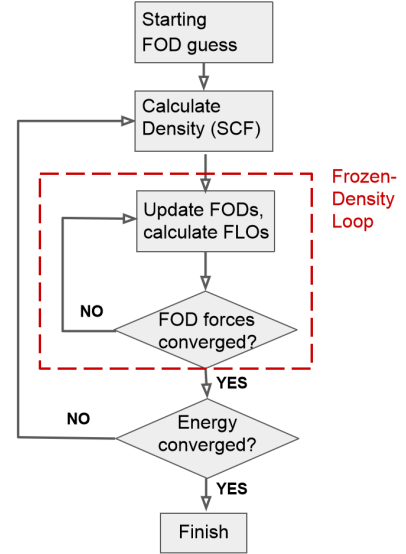 Starting
FOD guess
Calculate
Density (SCF)
Frozen-
Density
Loop
Update FODs,
calculate FLOs
NO
FOD forces
converged?
YES
NO
Energy
converged?
YES
Finish